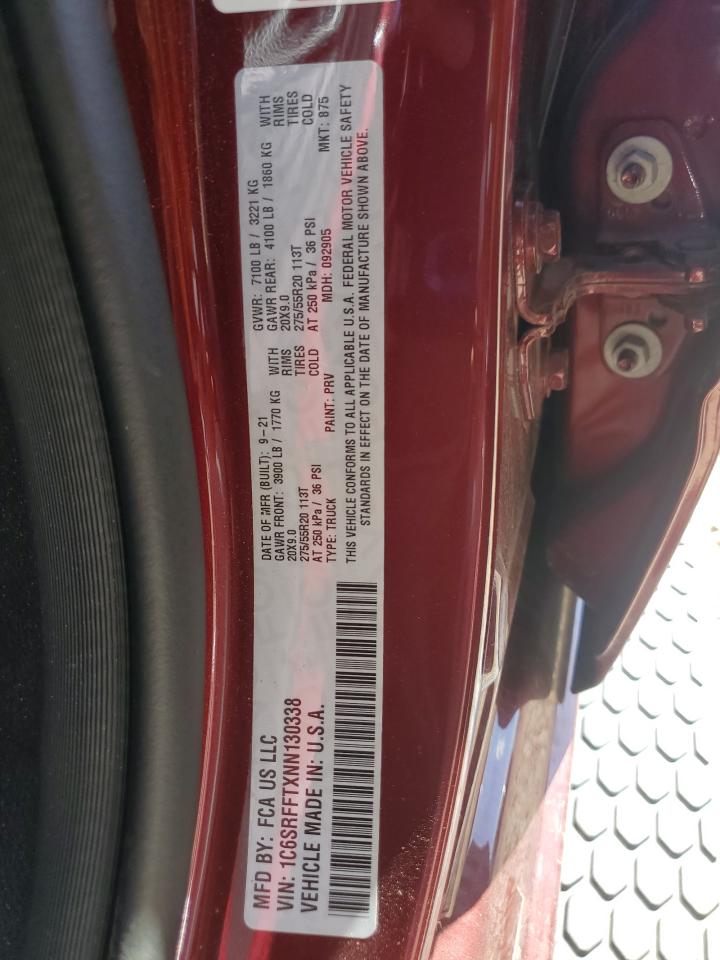 MFD BY: FCA US LLC
VIN: 1C6SRFFTXNN130338
VEHICLE MADE IN: U.S.A.
DATE OF MFR (BUILT): 9-21 GVWR: 7100 LB / 3221 KG
GAWR FRONT: 3900 LB / 1770 KG WITH GAWR REAR: 4100 LB / 1860 KG WITH
20X9.0 RIMS 20X9.0 RIMS
275/55R20 113T TIRES 275/55R20 113T TIRES
AT 250 kPa / 36 PSI COLD AT 250 kPa / 36 PSI COLD
TYPE: TRUCK PAINT: PRV MDH: 092905 MKT: 875
THIS VEHICLE CONFORMS TO ALL APPLICABLE U.S.A. FEDERAL MOTOR VEHICLE SAFETY
STANDARDS IN EFFECT ON THE DATE OF MANUFACTURE SHOWN ABOVE.